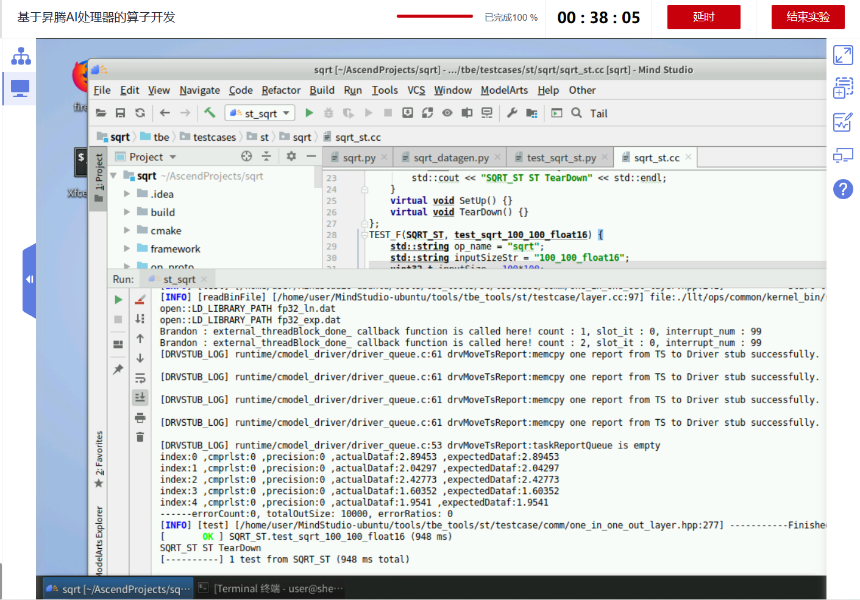 基于昇腾AI处理器的算子开发
已完成100 %
00 : 38 : 05
延时
结束实验
sqrt [~/AscendProjects/sqrt] - .../tbe/testcases/st/sqrt/sqrt_st.cc [sqrt] - Mind Studio
File Edit View Navigate Code Refactor Build Run Tools VCS Window ModelArts Help Other
st_sqrt
Tail
sqrt tbe testcases st sqrt sqrt_st.cc
1: Project
Project
sqrt.py sqrt_datagen.py test_sqrt_st.py sqrt_st.cc
sqrt ~/AscendProjects/sqrt
.idea
build
cmake
framework
op_proto
23 std::cout << "SQRT_ST ST TearDown" << std::endl;
24 }
25 virtual void SetUp() {}
26 virtual void TearDown() {}
27 };
28 TEST_F(SQRT_ST, test_sqrt_100_100_float16) {
29 std::string op_name = "sqrt";
30 std::string inputSizeStr = "100_100_float16";
31 uint32_t inputSize = 100*100;
Run: st_sqrt
[INFO] [readBinFile] [/home/user/MindStudio-ubuntu/tools/tbe_tools/st/testcase/layer.cc:97] file:./llt/ops/common/kernel_bin/
open::LD_LIBRARY_PATH fp32_ln.dat
open::LD_LIBRARY_PATH fp32_exp.dat
Brandon : external_threadBlock_done_ callback function is called here! count : 1, slot_it : 0, interrupt_num : 99
Brandon : external_threadBlock_done_ callback function is called here! count : 2, slot_it : 0, interrupt_num : 99
[DRVSTUB_LOG] runtime/cmodel_driver/driver_queue.c:61 drvMoveTsReport:memcpy one report from TS to Driver stub successfully.
[DRVSTUB_LOG] runtime/cmodel_driver/driver_queue.c:61 drvMoveTsReport:memcpy one report from TS to Driver stub successfully.
[DRVSTUB_LOG] runtime/cmodel_driver/driver_queue.c:61 drvMoveTsReport:memcpy one report from TS to Driver stub successfully.
[DRVSTUB_LOG] runtime/cmodel_driver/driver_queue.c:61 drvMoveTsReport:memcpy one report from TS to Driver stub successfully.
[DRVSTUB_LOG] runtime/cmodel_driver/driver_queue.c:53 drvMoveTsReport:taskReportQueue is empty
index:0 ,cmprlst:0 ,precision:0 ,actualDataf:2.89453 ,expectedDataf:2.89453
index:1 ,cmprlst:0 ,precision:0 ,actualDataf:2.04297 ,expectedDataf:2.04297
index:2 ,cmprlst:0 ,precision:0 ,actualDataf:2.42773 ,expectedDataf:2.42773
index:3 ,cmprlst:0 ,precision:0 ,actualDataf:1.60352 ,expectedDataf:1.60352
index:4 ,cmprlst:0 ,precision:0 ,actualDataf:1.9541 ,expectedDataf:1.9541
------errorCount:0, totalOutSize: 10000, errorRatios: 0
[INFO] [test] [/home/user/MindStudio-ubuntu/tools/tbe_tools/st/testcase/comm/one_in_one_out_layer.hpp:277] -----------Finishe
[ OK ] SQRT_ST.test_sqrt_100_100_float16 (948 ms)
SQRT_ST ST TearDown
[----------] 1 test from SQRT_ST (948 ms total)
2: Favorites
ModelArts Explorer
sqrt [~/AscendProjects/sq···
[Terminal 终端 - user@she···